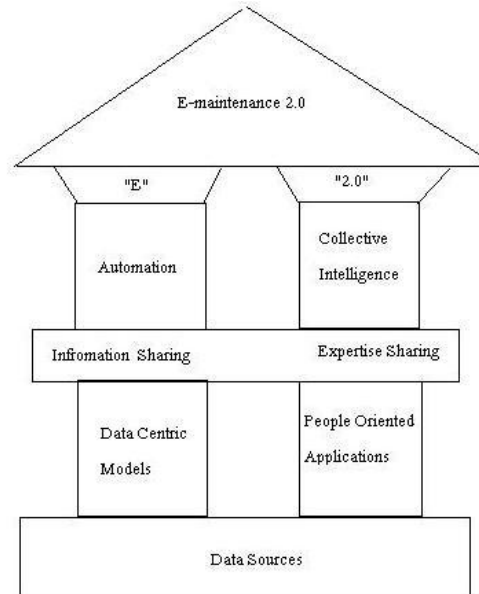 E-maintenance 2.0
"E"
"2.0"
Automation
Collective
Intelligence
Infromation Sharing
Expertise Sharing
Data Centric
Models
People Oriented
Applications
Data Sources